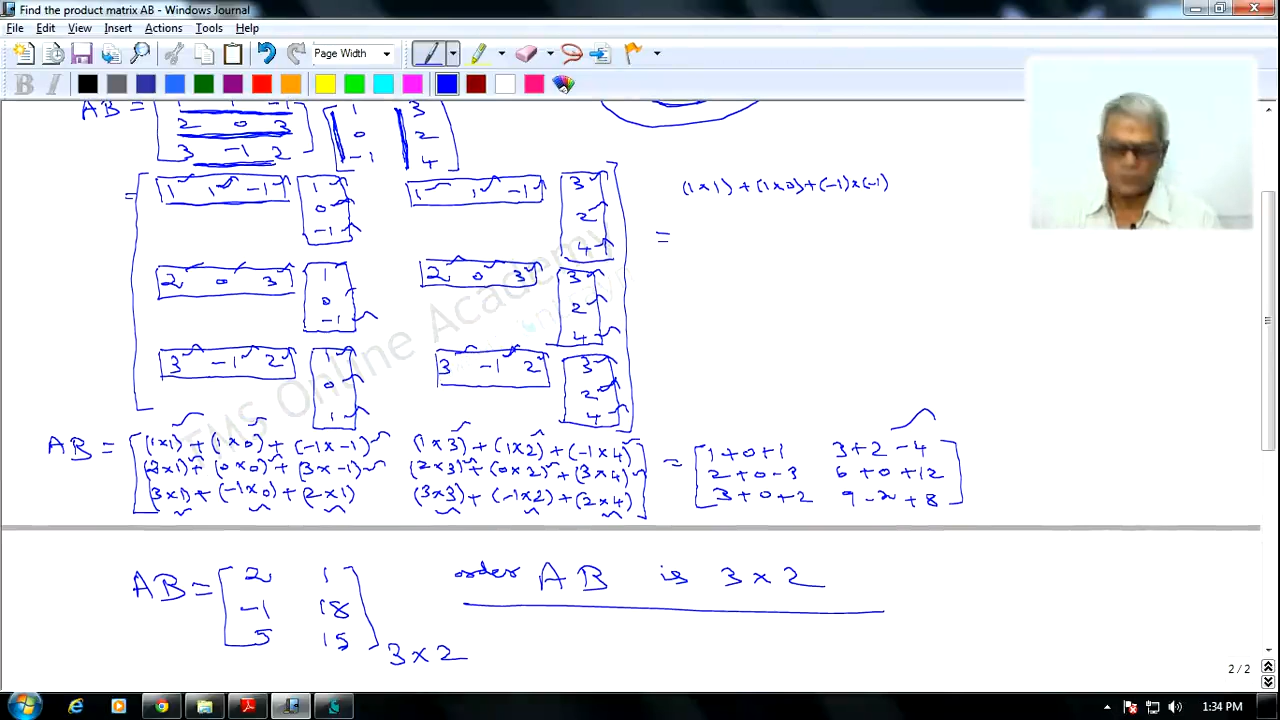 Find the product matrix AB - Windows Journal
File Edit View Insert Actions Tools Help
Page Width
AB = [ 1 1 -1 ] [ 1 3
2 0 3 0 2
3 -1 2 -1 4 ]
= [ 1 1 -1 1 1 1 -1 3 ] (1×1) + (1×0) + (-1)×(-1)
0 2 =
-1 4
2 0 3 1 2 0 3 3
0 2
-1 4
3 -1 2 1 3 -1 2 3
0 2
1 4
TMS Online Academy
AB = [ (1×1) + (1×0) + (-1×-1) (1×3) + (1×2) + (-1×4) ] = [ 1+0+1 3+2-4 ]
(2×1) + (0×0) + (3×-1) (2×3) + (0×2) + (3×4) 2+0-3 6+0+12
(3×1) + (-1×0) + (2×1) (3×3) + (-1×2) + (2×4) 3+0+2 9-2+8
AB = [ 2 1 ] order AB is 3×2
-1 18
5 15
3×2
2 / 2
1:34 PM